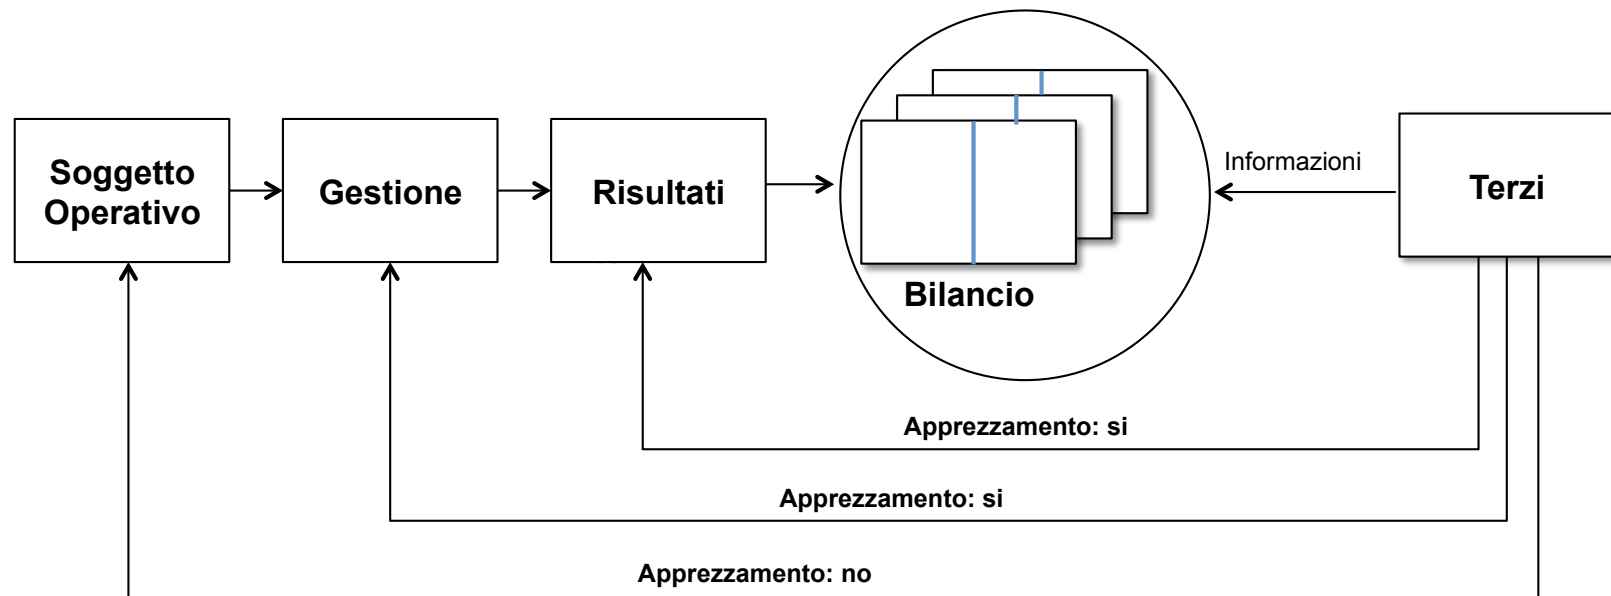 Soggetto
Operativo
Gestione
Risultati
Bilancio
Informazioni
Terzi
Apprezzamento: si
Apprezzamento: si
Apprezzamento: no